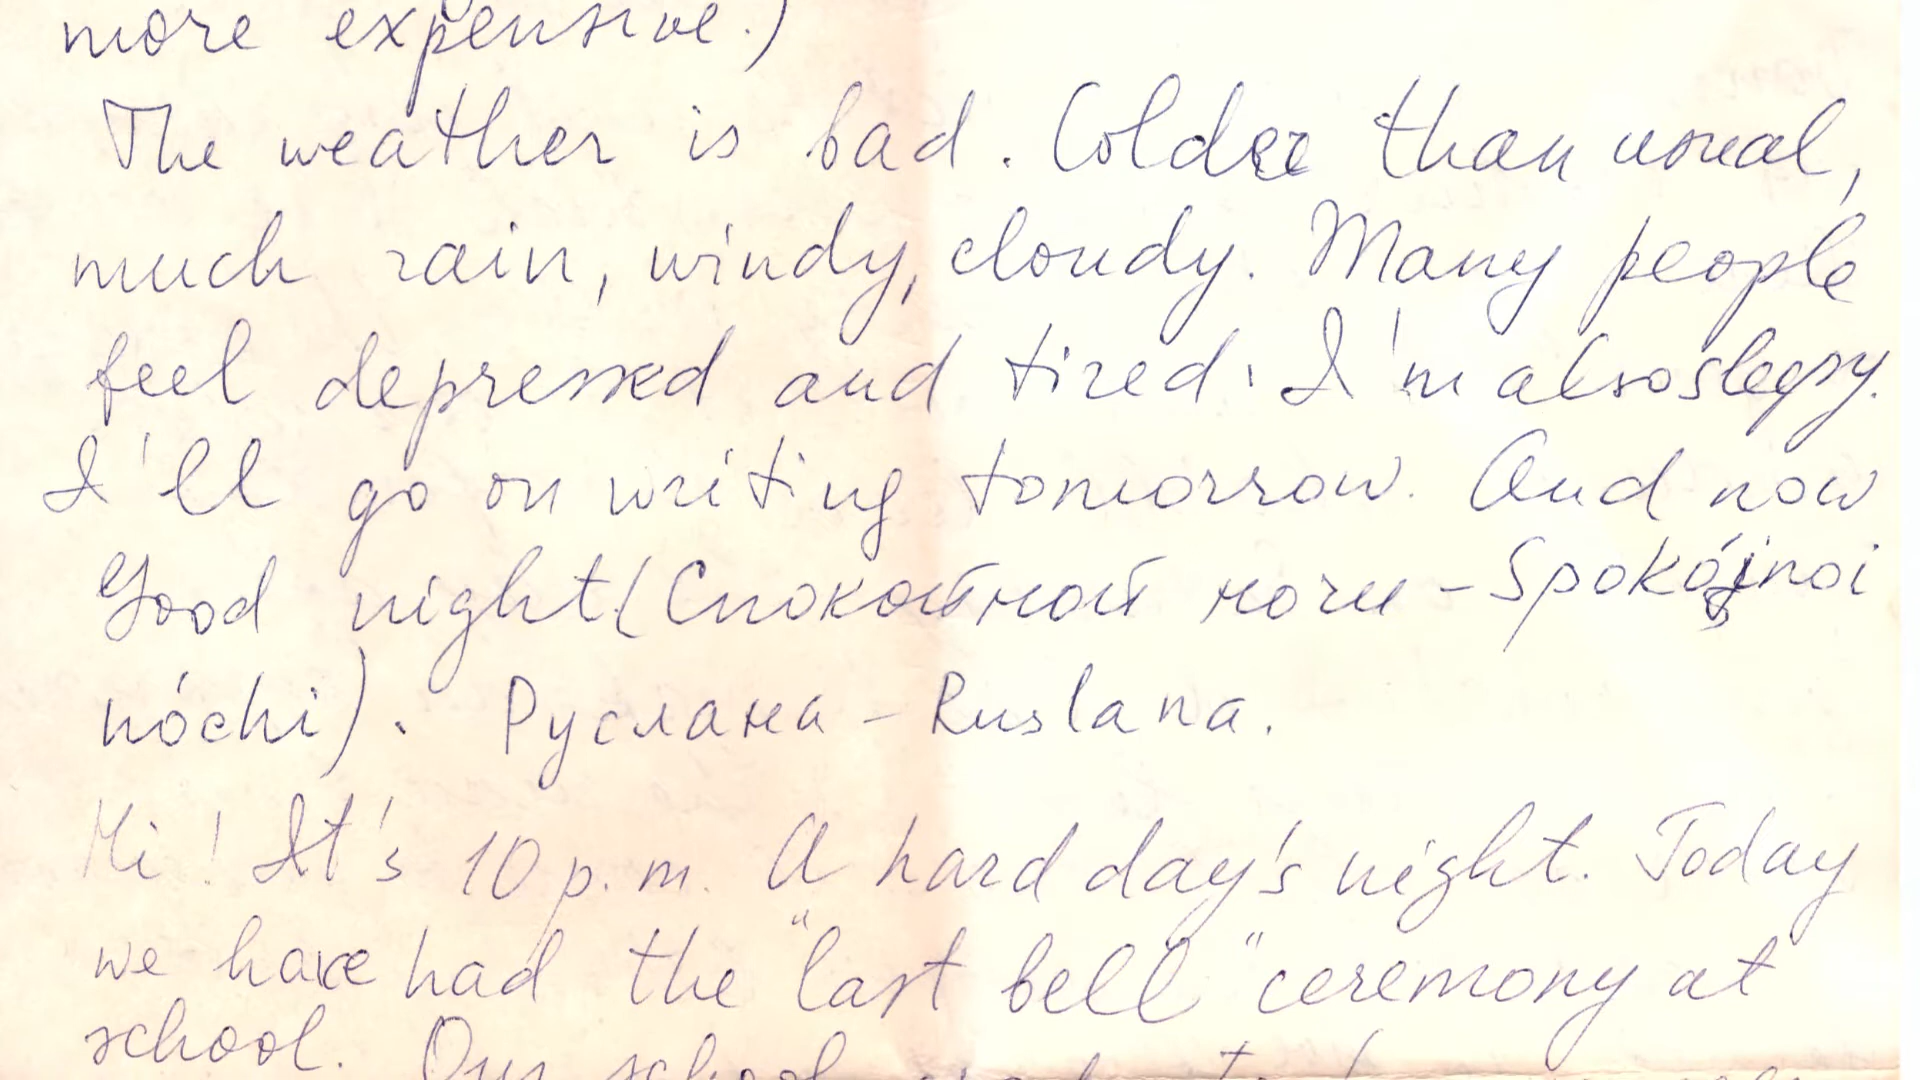 more expensive.)
The weather is bad. Colder than usual,
much rain, windy, cloudy. Many people
feel depressed and tired. I'm also sleepy.
I'll go on writing tomorrow. And now
Good night (Спокойной ночи - Spokójnoi
nóchi). Руслана - Ruslana.
Hi! It's 10 p.m. A hard day's night. Today
we have had the "last bell" ceremony at
school. Our school